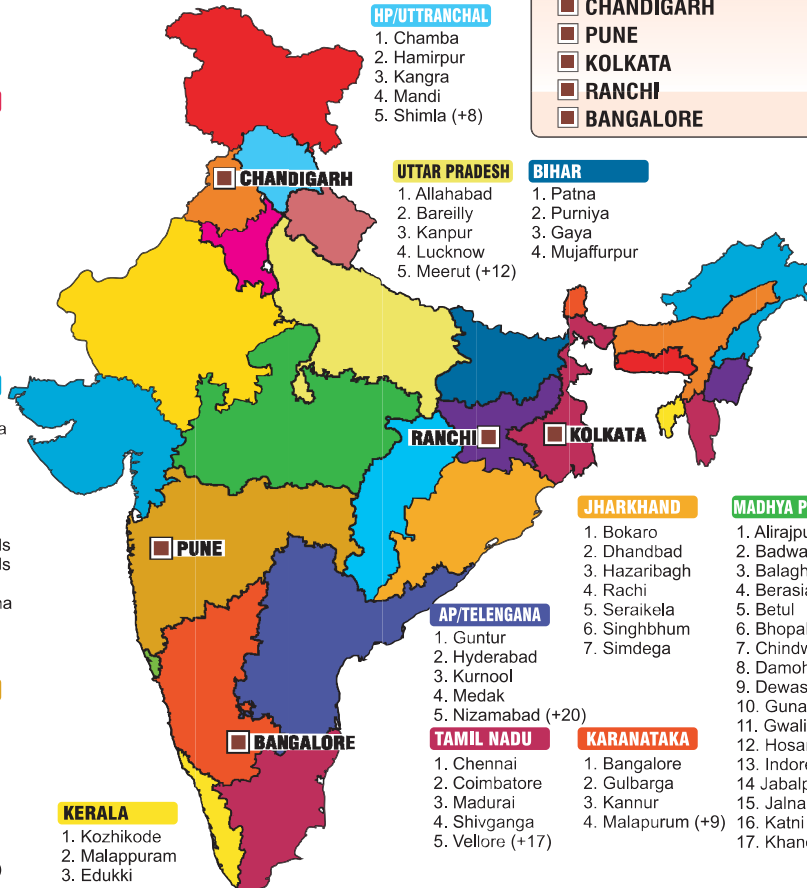 HP/UTTRANCHAL
1. Chamba
2. Hamirpur
3. Kangra
4. Mandi
5. Shimla (+8)
CHANDIGARH
PUNE
KOLKATA
RANCHI
BANGALORE
CHANDIGARH
UTTAR PRADESH
1. Allahabad
2. Bareilly
3. Kanpur
4. Lucknow
5. Meerut (+12)
BIHAR
1. Patna
2. Purniya
3. Gaya
4. Mujaffurpur
RANCHI
KOLKATA
PUNE
JHARKHAND
1. Bokaro
2. Dhandbad
3. Hazaribagh
4. Rachi
5. Seraikela
6. Singhbhum
7. Simdega
MADHYA P
1. Alirajpu
2. Badwa
3. Balagh
4. Berasia
5. Betul
6. Bhopal
7. Chindw
8. Damoh
9. Dewas
10. Guna
11. Gwali
12. Hosan
13. Indore
14 Jabalp
15. Jalna
16. Katni
17. Khand
AP/TELENGANA
1. Guntur
2. Hyderabad
3. Kurnool
4. Medak
5. Nizamabad (+20)
BANGALORE
TAMIL NADU
1. Chennai
2. Coimbatore
3. Madurai
4. Shivganga
5. Vellore (+17)
KARANATAKA
1. Bangalore
2. Gulbarga
3. Kannur
4. Malapurum (+9)
KERALA
1. Kozhikode
2. Malappuram
3. Edukki